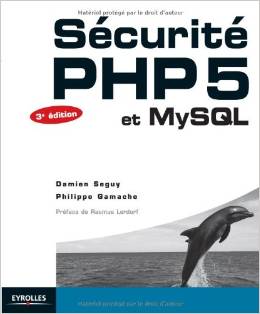 Matériel protégé par le droit d'auteur
Sécurité
PHP 5
et MySQL
3e édition
Damien Seguy
Philippe Gamache
Préface de Rasmus Lerdorf
EYROLLES
Matériel protégé par le droit d'auteur